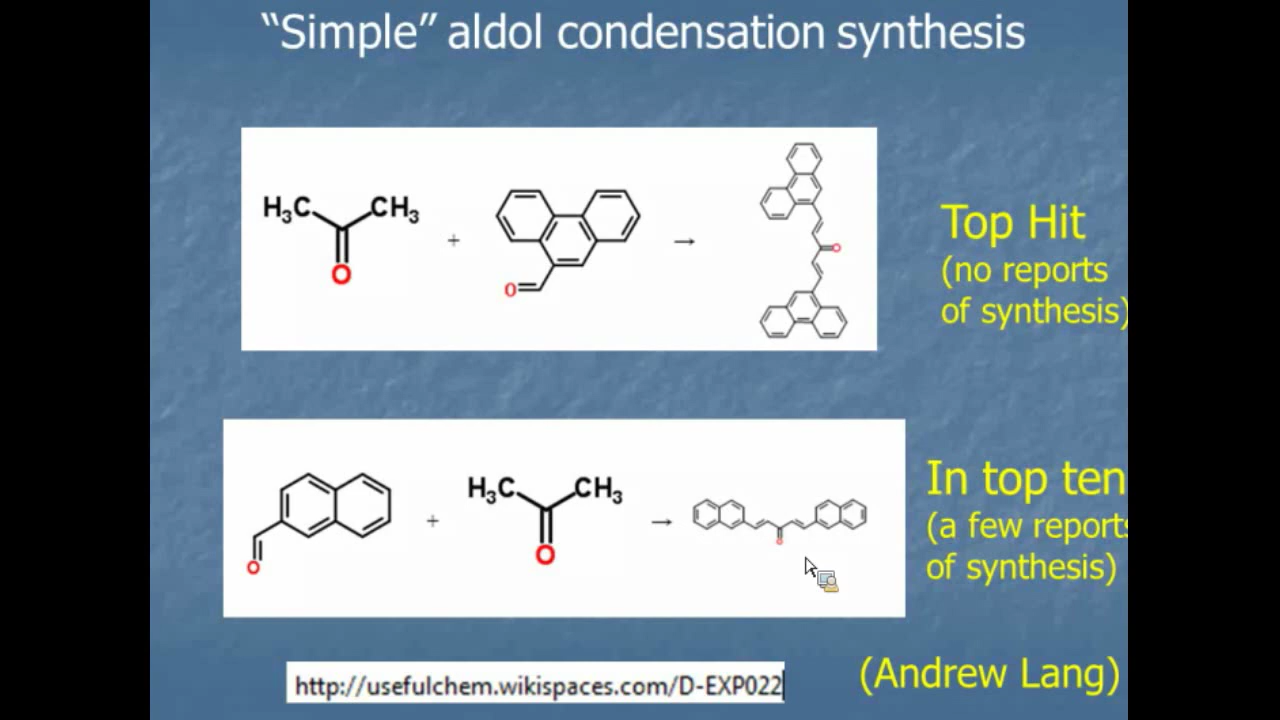 “Simple” aldol condensation synthesis
H₃C CH₃
O
+
O
→
O
Top Hit
(no reports
of synthesis)
O
+
H₃C CH₃
O
→
O
In top ten
(a few reports
of synthesis)
http://usefulchem.wikispaces.com/D-EXP022
(Andrew Lang)